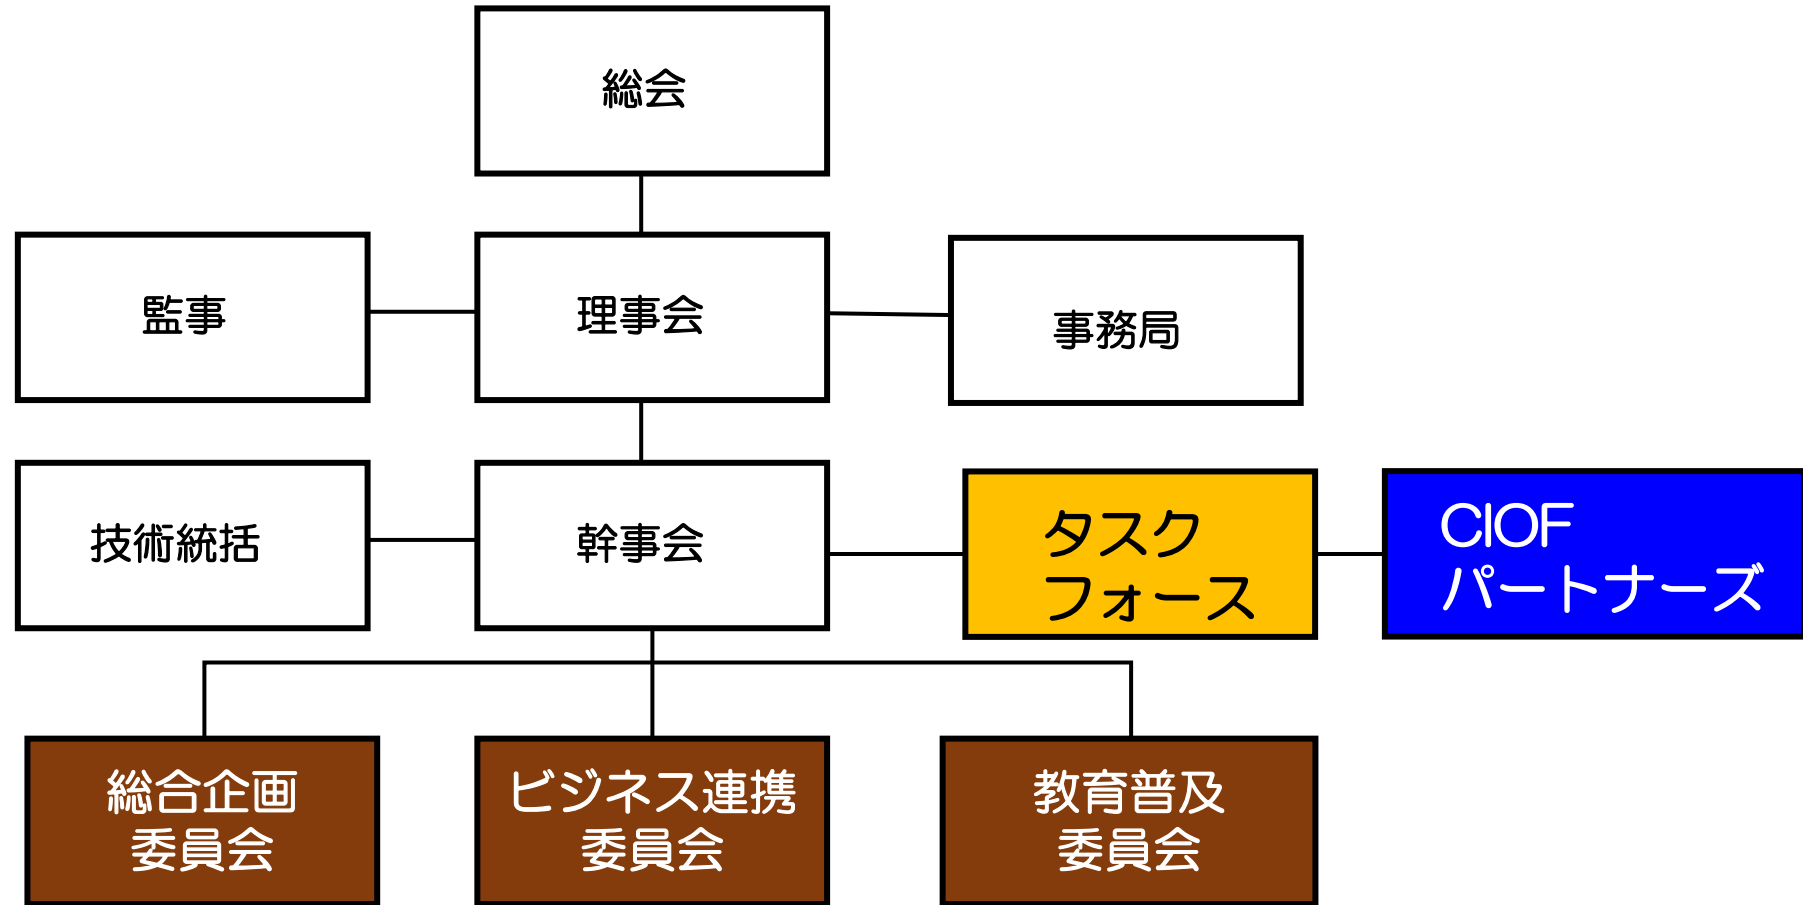 総会
監事
理事会
事務局
技術統括
幹事会
タスク
フォース
CIOF
パートナーズ
総合企画
委員会
ビジネス連携
委員会
教育普及
委員会